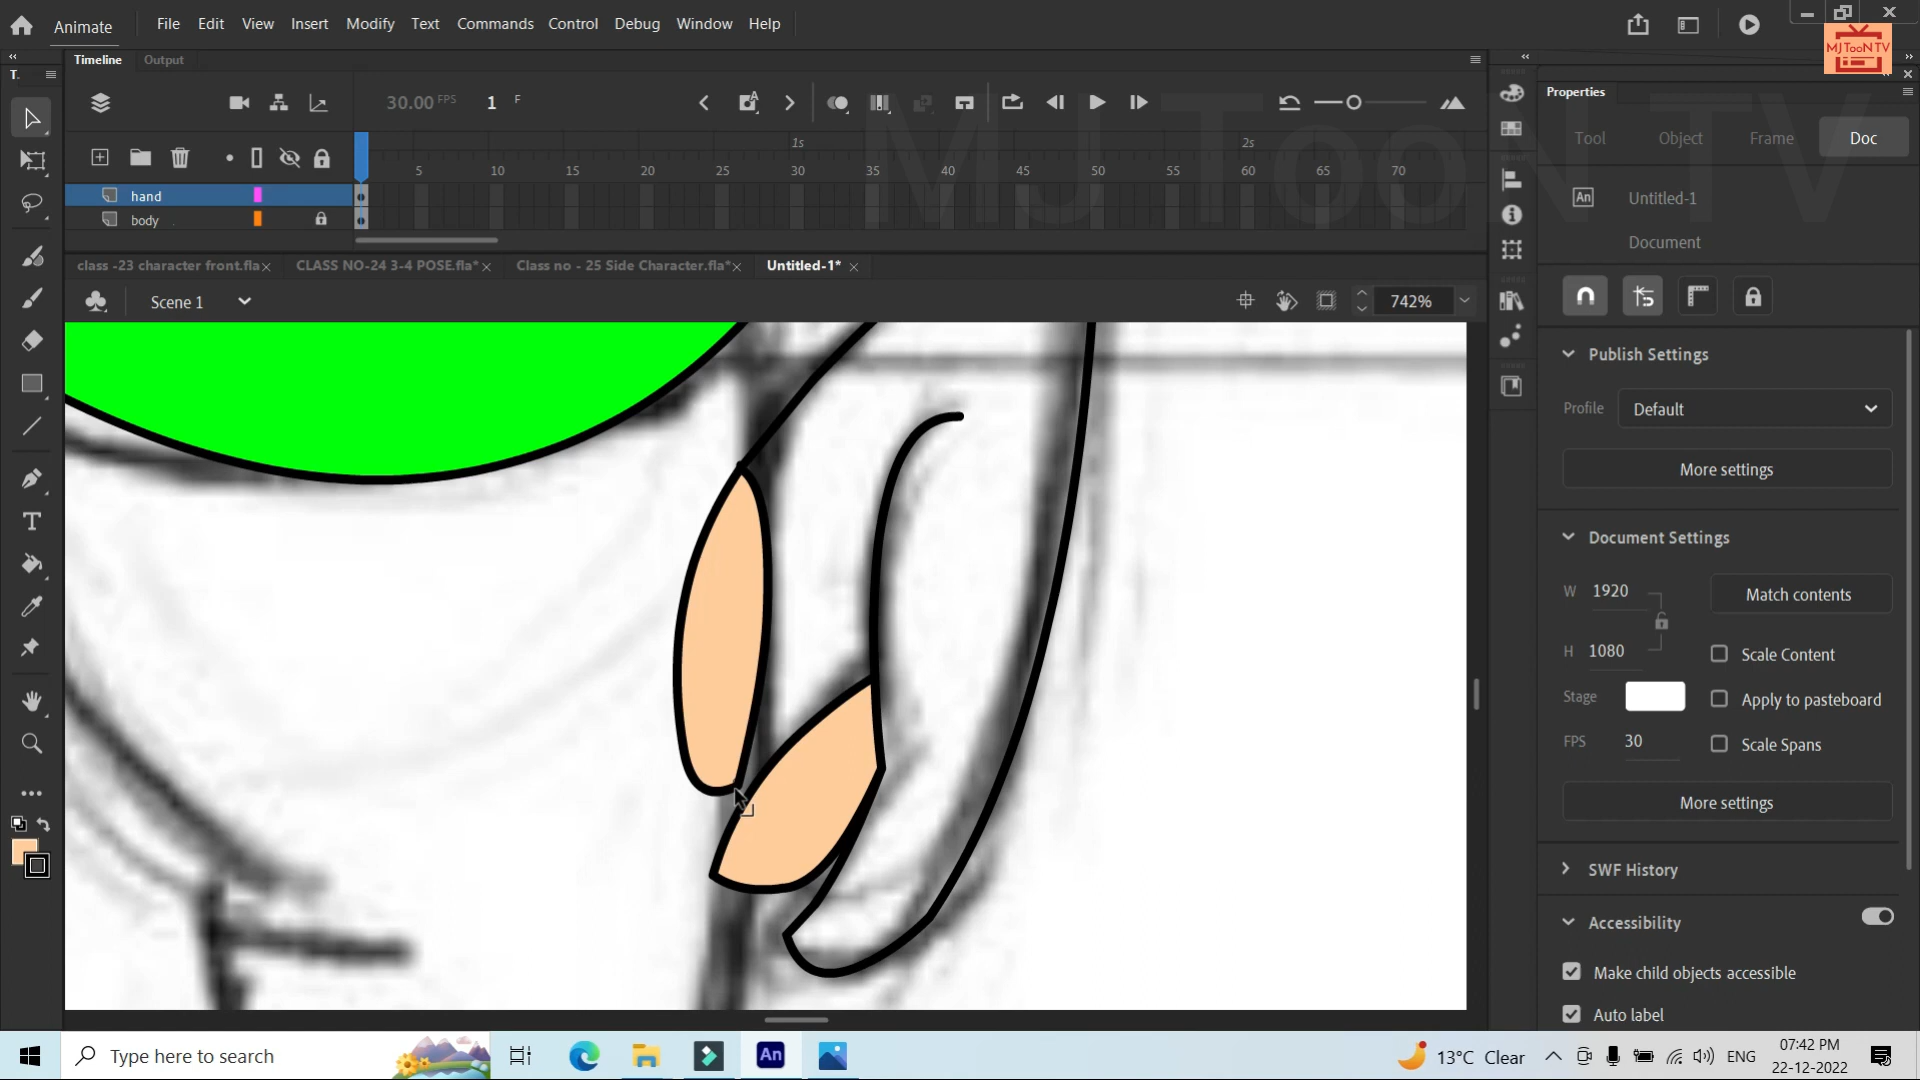 Animate File Edit View Insert Modify Text Commands Control Debug Window Help
MJTooN TV
Timeline Output
T.
Properties
30.00 FPS 1 F
Tool Object Frame Doc
MJ TooN TV
1s 2s
5 10 15 20 25 30 35 40 45 50 55 60 65 70
hand
body
An Untitled-1
Document
class -23 character front.fla× CLASS NO-24 3-4 POSE.fla*× Class no - 25 Side Character.fla*× Untitled-1* ×
Scene 1 742%
Publish Settings
Profile Default
More settings
Document Settings
W 1920 Match contents
H 1080 Scale Content
Stage Apply to pasteboard
FPS 30 Scale Spans
More settings
SWF History
Accessibility
Make child objects accessible
Auto label
Type here to search An 13°C Clear ENG 07:42 PM
22-12-2022